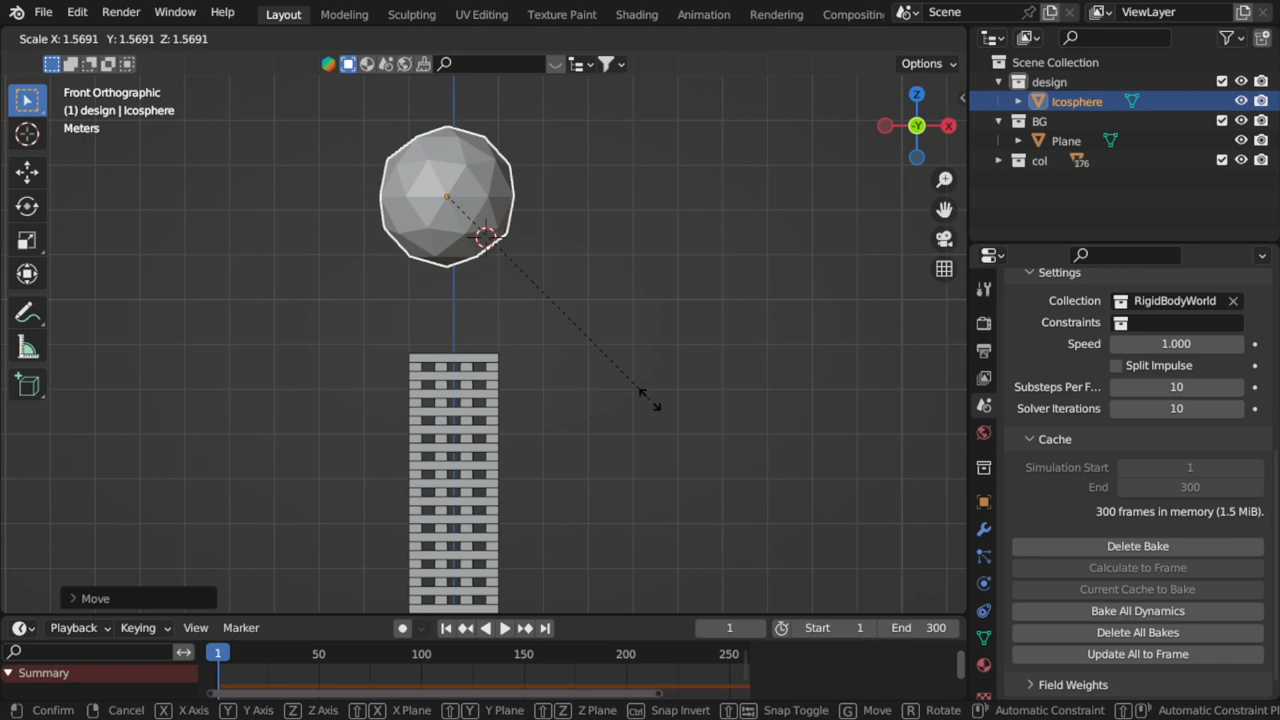 File Edit Render Window Help Layout Modeling Sculpting UV Editing Texture Paint Shading Animation Rendering Compositing Scene ViewLayer
Scale X: 1.5691 Y: 1.5691 Z: 1.5691
Options
Front Orthographic
(1) design | Icosphere
Meters
Z
-Y
X
Scene Collection
design
Icosphere
BG
Plane
col
176
Settings
Collection RigidBodyWorld
Constraints
Speed 1.000
Split Impulse
Substeps Per F... 10
Solver Iterations 10
Cache
Simulation Start 1
End 300
300 frames in memory (1.5 MiB).
Delete Bake
Calculate to Frame
Current Cache to Bake
Bake All Dynamics
Delete All Bakes
Update All to Frame
Field Weights
Move
Playback Keying View Marker 1 Start 1 End 300
1 50 100 150 200 250
Summary
Confirm Cancel X X Axis Y Y Axis Z Z Axis X X Plane Y Y Plane Z Z Plane Ctrl Snap Invert Snap Toggle G Move R Rotate Automatic Constraint Automatic Constraint Pl